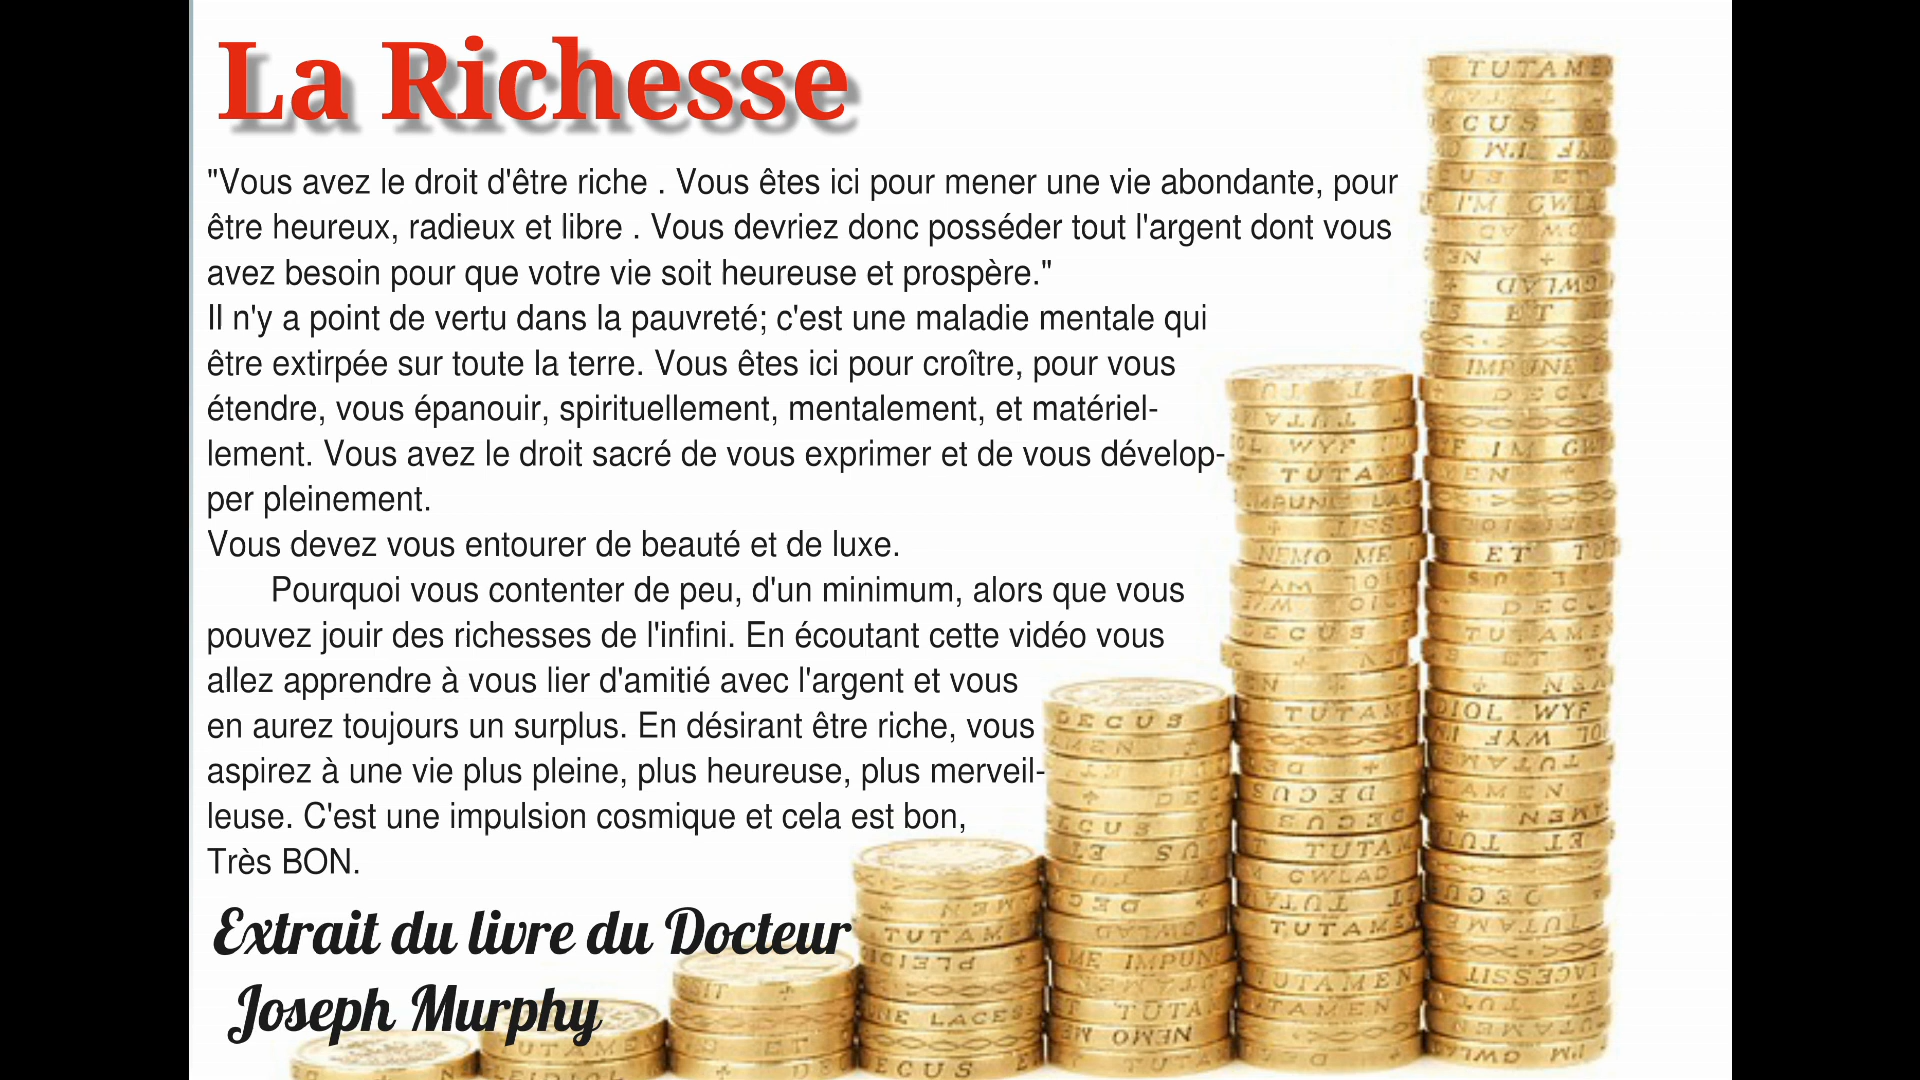 La Richesse
"Vous avez le droit d'être riche . Vous êtes ici pour mener une vie abondante, pour
être heureux, radieux et libre . Vous devriez donc posséder tout l'argent dont vous
avez besoin pour que votre vie soit heureuse et prospère."
Il n'y a point de vertu dans la pauvreté; c'est une maladie mentale qui
être extirpée sur toute la terre. Vous êtes ici pour croître, pour vous
étendre, vous épanouir, spirituellement, mentalement, et matériel-
lement. Vous avez le droit sacré de vous exprimer et de vous dévelop-
per pleinement.
Vous devez vous entourer de beauté et de luxe.
Pourquoi vous contenter de peu, d'un minimum, alors que vous
pouvez jouir des richesses de l'infini. En écoutant cette vidéo vous
allez apprendre à vous lier d'amitié avec l'argent et vous
en aurez toujours un surplus. En désirant être riche, vous
aspirez à une vie plus pleine, plus heureuse, plus merveil-
leuse. C'est une impulsion cosmique et cela est bon,
Très BON.
Extrait du livre du Docteur
Joseph Murphy